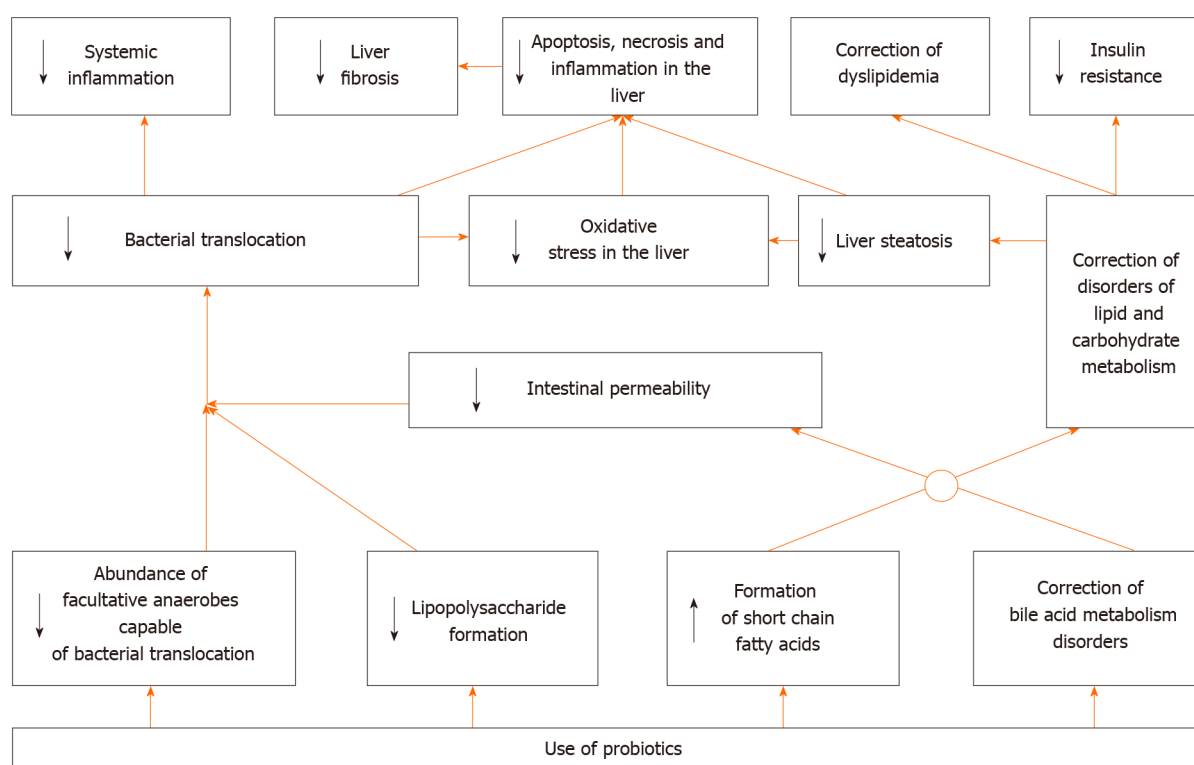 Systemic
inflammation
Liver
fibrosis
Apoptosis, necrosis and
inflammation in the
liver
Correction of
dyslipidemia
Insulin
resistance
Bacterial translocation
Oxidative
stress in the liver
Liver steatosis
Correction of
disorders of
lipid and
carbohydrate
metabolism
Intestinal permeability
Abundance of
facultative anaerobes
capable
of bacterial translocation
Lipopolysaccharide
formation
Formation
of short chain
fatty acids
Correction of
bile acid metabolism
disorders
Use of probiotics